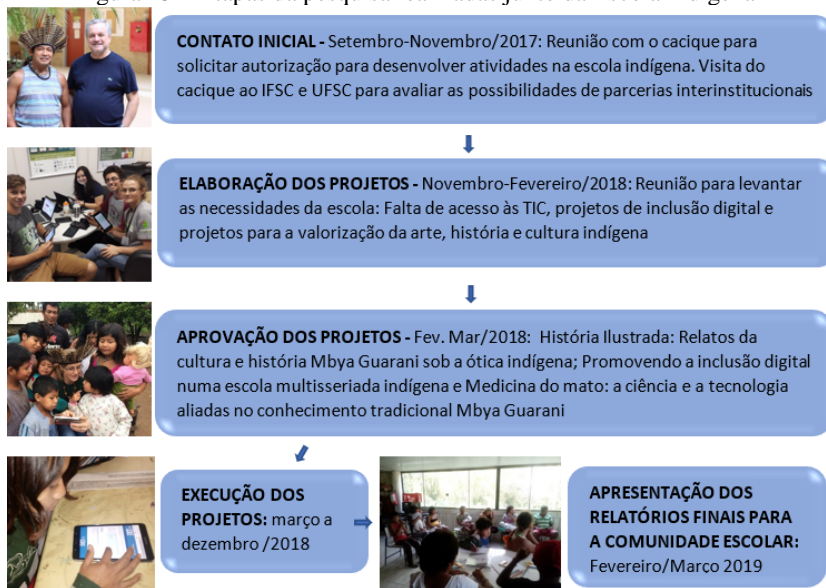 CONTATO INICIAL - Setembro-Novembro/2017: Reunião com o cacique para
solicitar autorização para desenvolver atividades na escola indígena. Visita do
cacique ao IFSC e UFSC para avaliar as possibilidades de parcerias interinstitucionais
ELABORAÇÃO DOS PROJETOS - Novembro-Fevereiro/2018: Reunião para levantar
as necessidades da escola: Falta de acesso às TIC, projetos de inclusão digital e
projetos para a valorização da arte, história e cultura indígena
APROVAÇÃO DOS PROJETOS - Fev. Mar/2018: História Ilustrada: Relatos da
cultura e história Mbya Guarani sob a ótica indígena; Promovendo a inclusão digital
numa escola multisseriada indígena e Medicina do mato: a ciência e a tecnologia
aliadas no conhecimento tradicional Mbya Guarani
EXECUÇÃO DOS
PROJETOS: março a
dezembro /2018
APRESENTAÇÃO DOS
RELATÓRIOS FINAIS PARA
A COMUNIDADE ESCOLAR:
Fevereiro/Março 2019